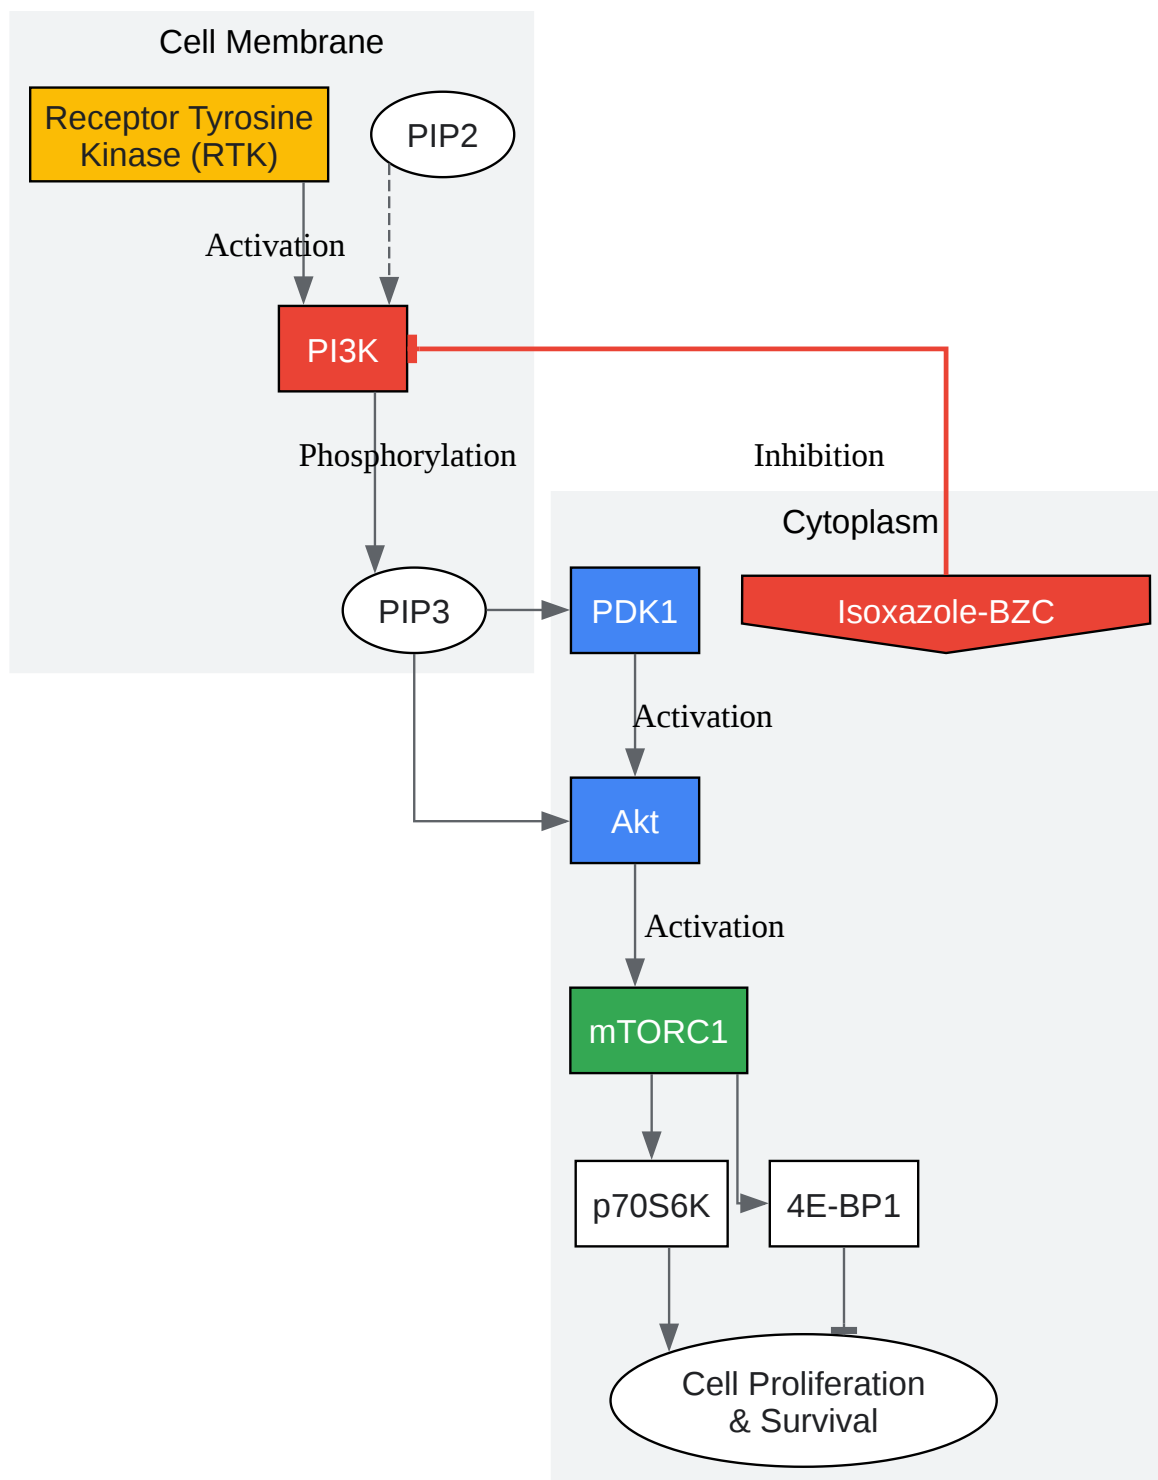 Cell Membrane
Receptor Tyrosine
Kinase (RTK)
PIP2
Activation
PI3K
Phosphorylation
Inhibition
Cytoplasm
PIP3
PDK1
Isoxazole-BZC
Activation
Akt
Activation
mTORC1
p70S6K
4E-BP1
Cell Proliferation
& Survival